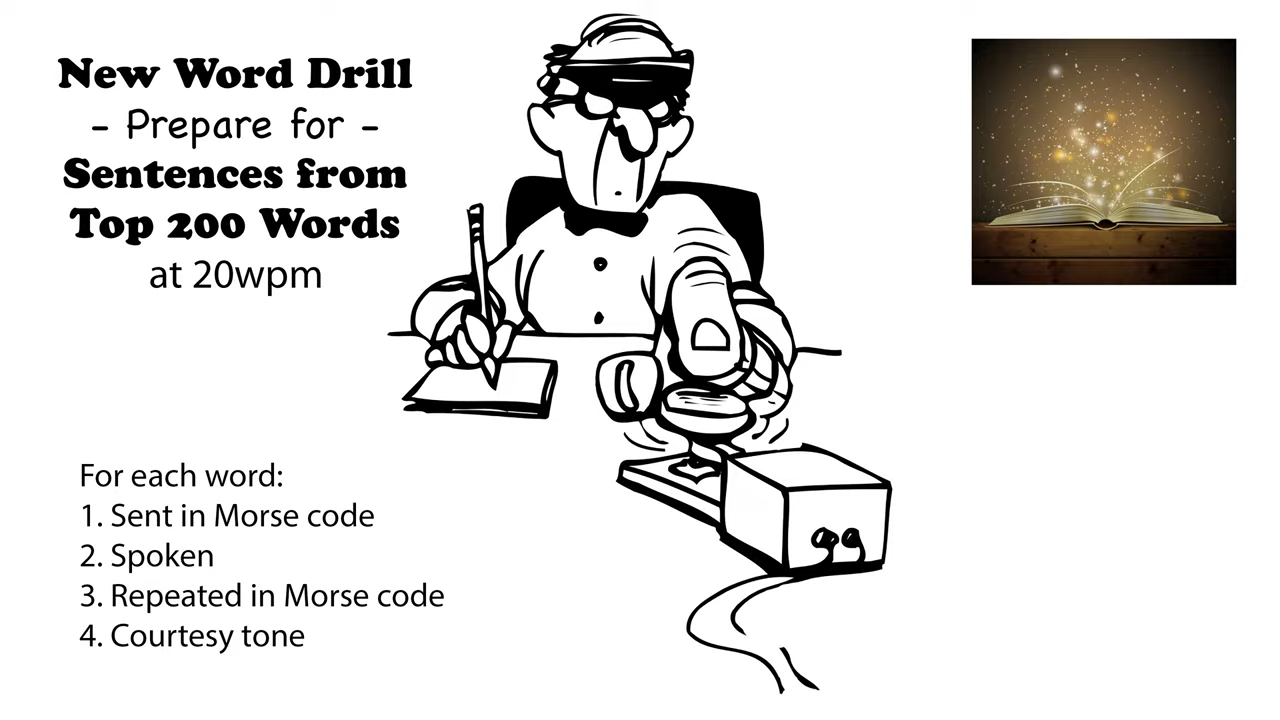 New Word Drill
- Prepare for -
Sentences from
Top 200 Words
at 20wpm
For each word:
1. Sent in Morse code
2. Spoken
3. Repeated in Morse code
4. Courtesy tone